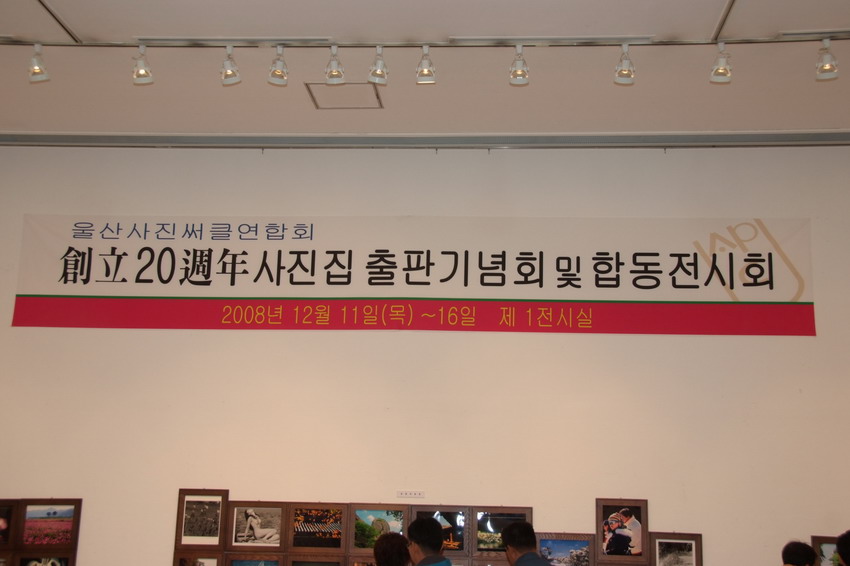 울산사진써클연합회
創立20週年 사진집 출판기념회 및 합동전시회
2008년 12월 11일(목) ~16일 제 1전시실